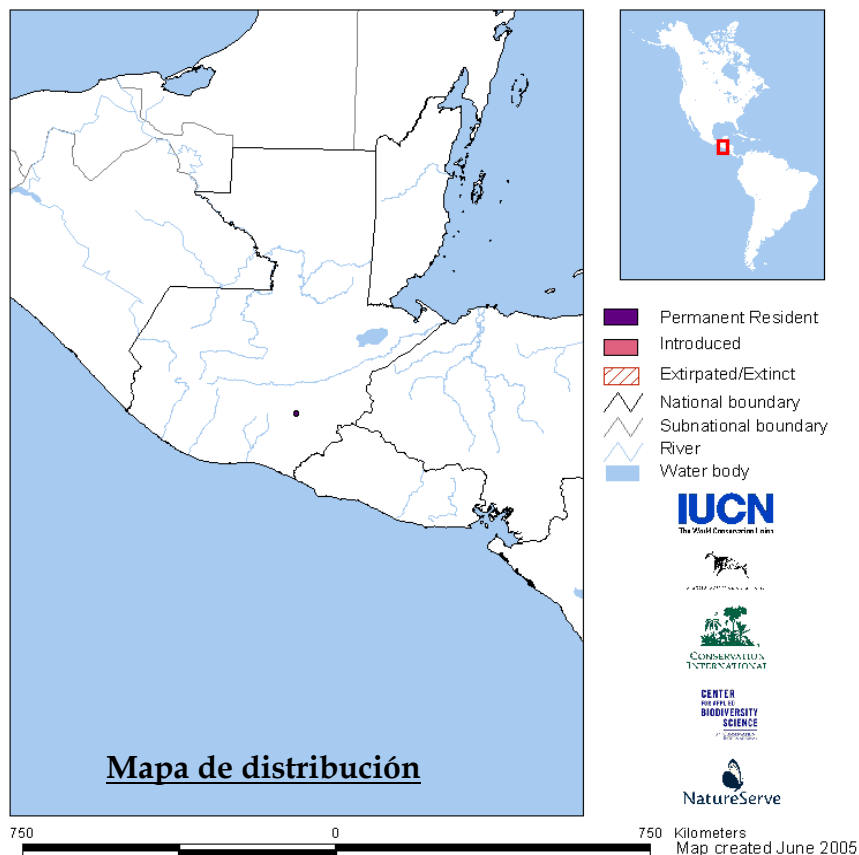 Permanent Resident
Introduced
Extirpated/Extinct
National boundary
Subnational boundary
River
Water body
IUCN
The World Conservation Union
CONSERVATION
INTERNATIONAL
CENTER
FOR APPLIED
BIODIVERSITY
SCIENCE
NatureServe
Mapa de distribución
750 0 750 Kilometers
Map created June 2005